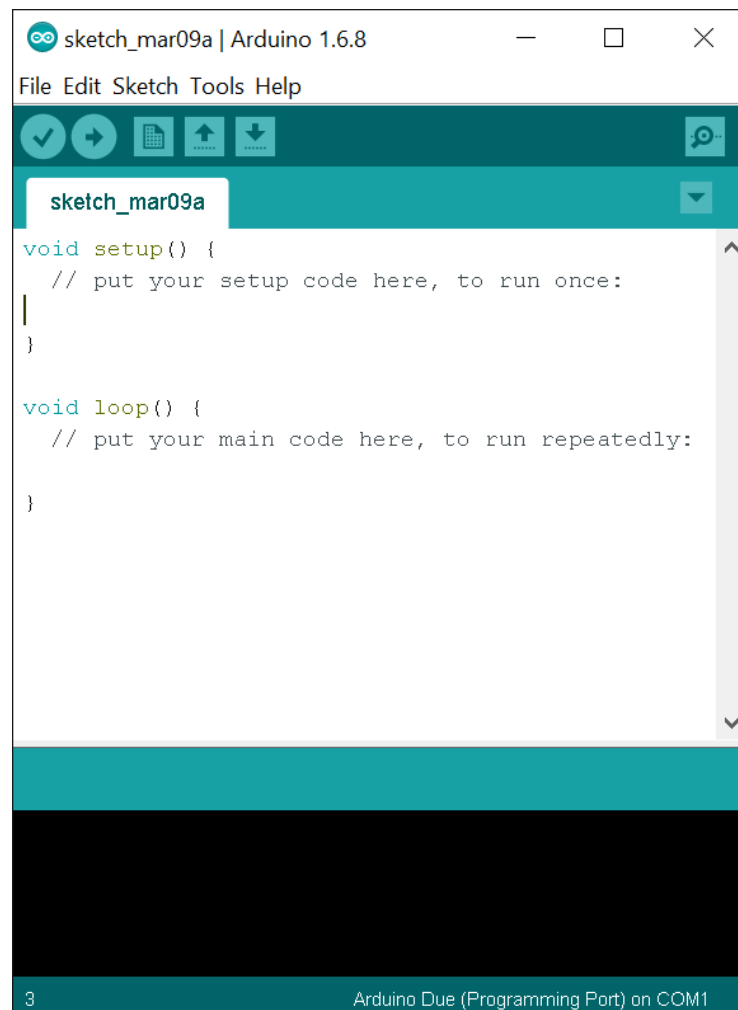 sketch_mar09a | Arduino 1.6.8
File Edit Sketch Tools Help
sketch_mar09a
void setup() {
  // put your setup code here, to run once:
}
void loop() {
  // put your main code here, to run repeatedly:
}
3 Arduino Due (Programming Port) on COM1